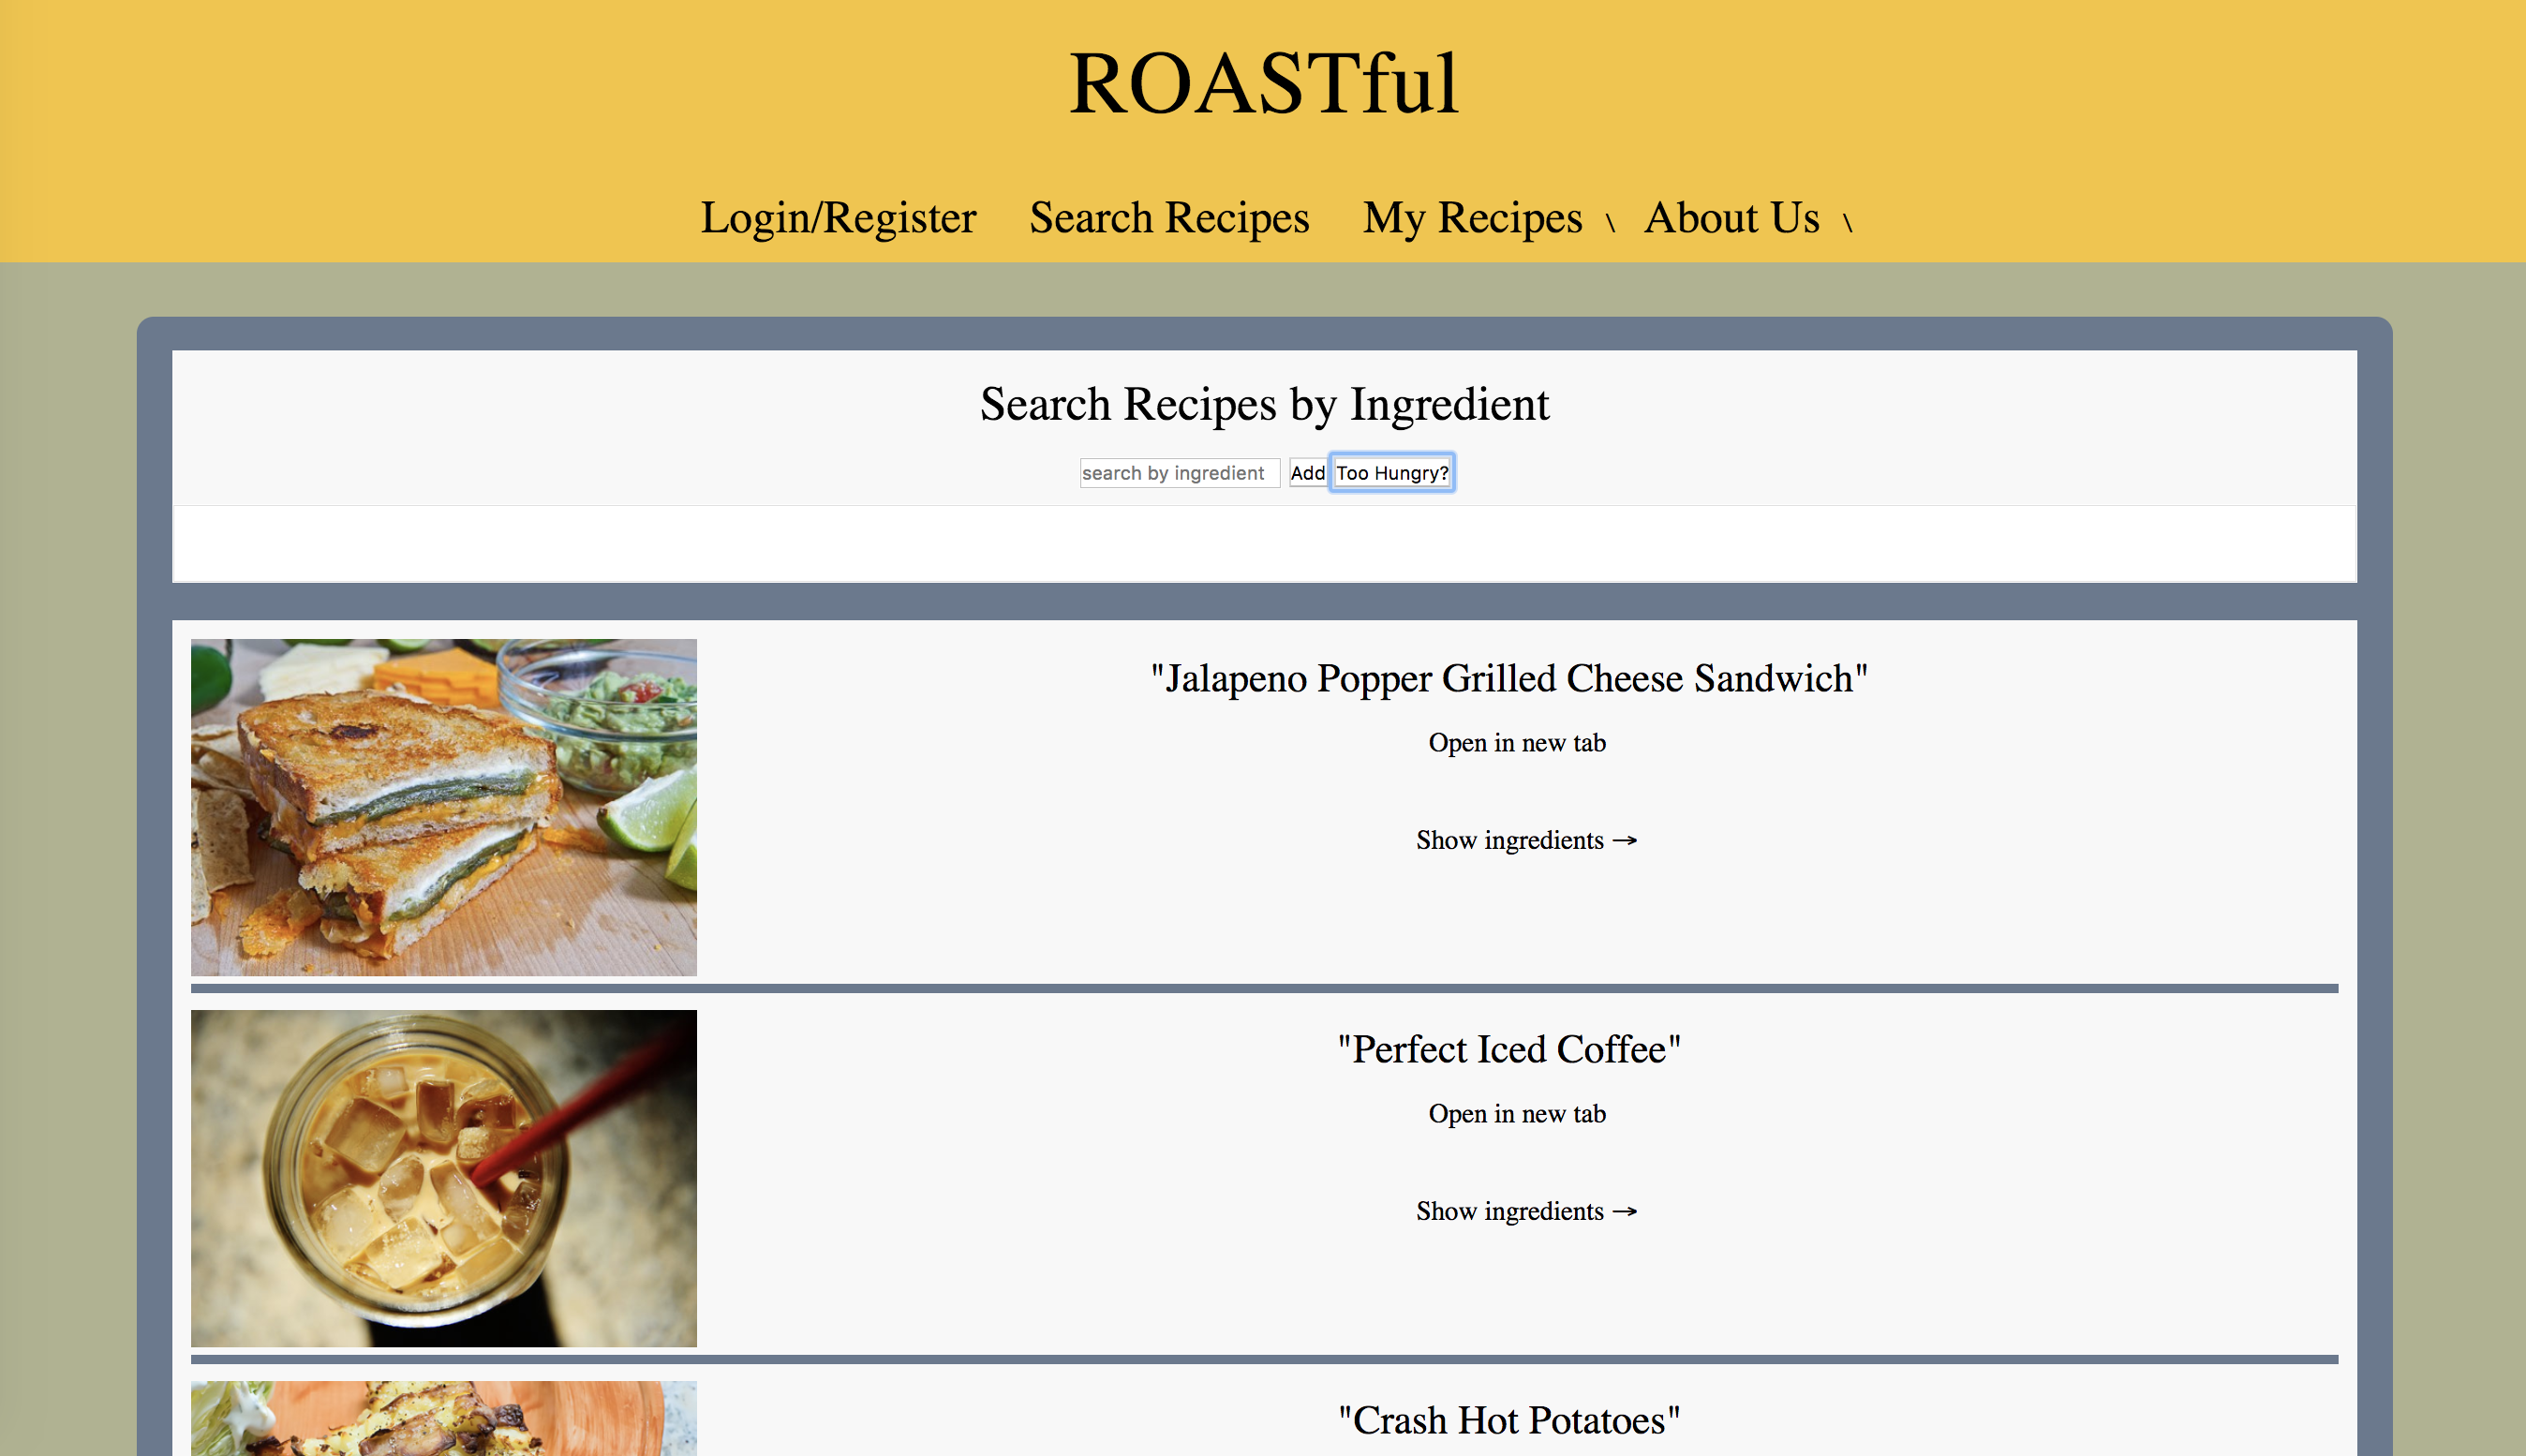 ROASTful
Login/Register Search Recipes My Recipes \ About Us \
Search Recipes by Ingredient
search by ingredient Add Too Hungry?
"Jalapeno Popper Grilled Cheese Sandwich"
Open in new tab
Show ingredients →
"Perfect Iced Coffee"
Open in new tab
Show ingredients →
"Crash Hot Potatoes"